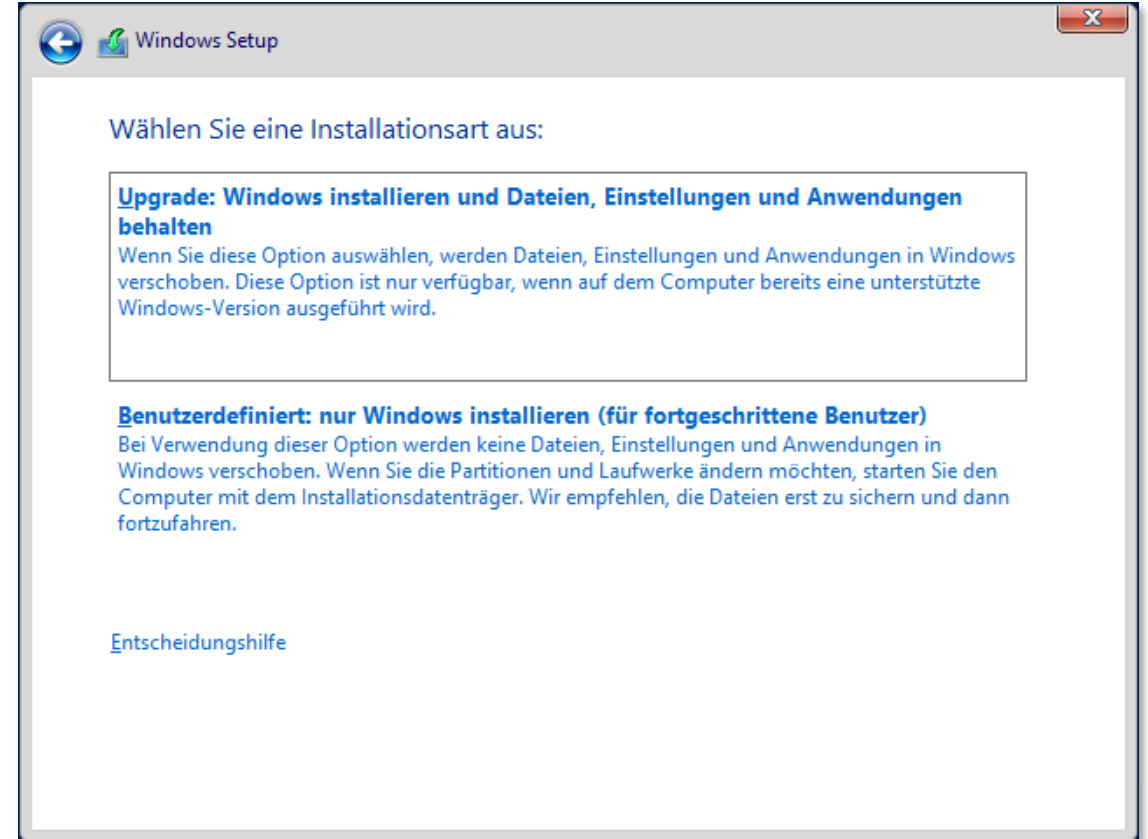 Windows Setup
Wählen Sie eine Installationsart aus:
Upgrade: Windows installieren und Dateien, Einstellungen und Anwendungen
behalten
Wenn Sie diese Option auswählen, werden Dateien, Einstellungen und Anwendungen in Windows
verschoben. Diese Option ist nur verfügbar, wenn auf dem Computer bereits eine unterstützte
Windows-Version ausgeführt wird.
Benutzerdefiniert: nur Windows installieren (für fortgeschrittene Benutzer)
Bei Verwendung dieser Option werden keine Dateien, Einstellungen und Anwendungen in
Windows verschoben. Wenn Sie die Partitionen und Laufwerke ändern möchten, starten Sie den
Computer mit dem Installationsdatenträger. Wir empfehlen, die Dateien erst zu sichern und dann
fortzufahren.
Entscheidungshilfe